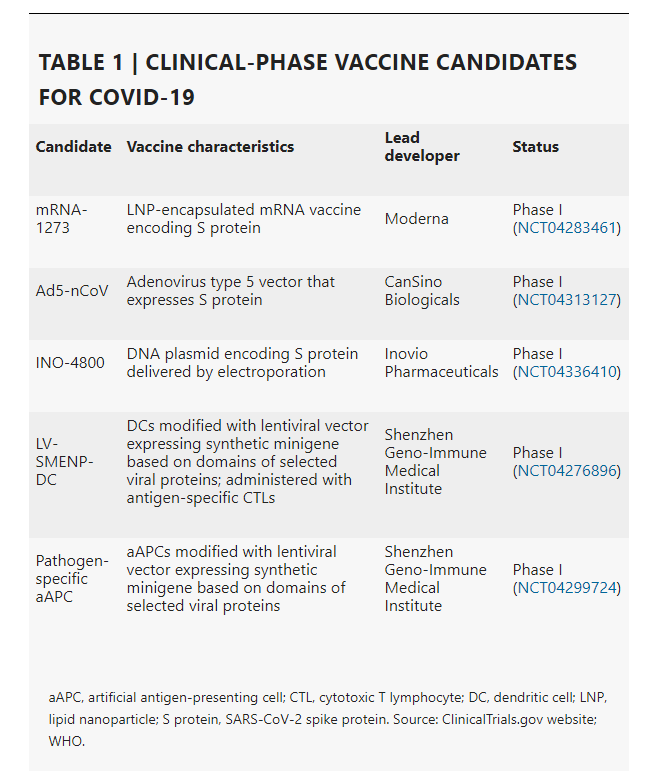 TABLE 1 | CLINICAL-PHASE VACCINE CANDIDATES
FOR COVID-19
Candidate Vaccine characteristics Lead developer Status
mRNA-
1273
LNP-encapsulated mRNA vaccine
encoding S protein
Moderna
Phase I
(NCT04283461)
Ad5-nCoV
Adenovirus type 5 vector that
expresses S protein
CanSino
Biologicals
Phase I
(NCT04313127)
INO-4800
DNA plasmid encoding S protein
delivered by electroporation
Inovio
Pharmaceuticals
Phase I
(NCT04336410)
LV-
SMENP-
DC
DCs modified with lentiviral vector
expressing synthetic minigene
based on domains of selected
viral proteins; administered with
antigen-specific CTLs
Shenzhen
Geno-Immune
Medical
Institute
Phase I
(NCT04276896)
Pathogen-
specific
aAPC
aAPCs modified with lentiviral
vector expressing synthetic
minigene based on domains of
selected viral proteins
Shenzhen
Geno-Immune
Medical
Institute
Phase I
(NCT04299724)
aAPC, artificial antigen-presenting cell; CTL, cytotoxic T lymphocyte; DC, dendritic cell; LNP,
lipid nanoparticle; S protein, SARS-CoV-2 spike protein. Source: ClinicalTrials.gov website;
WHO.